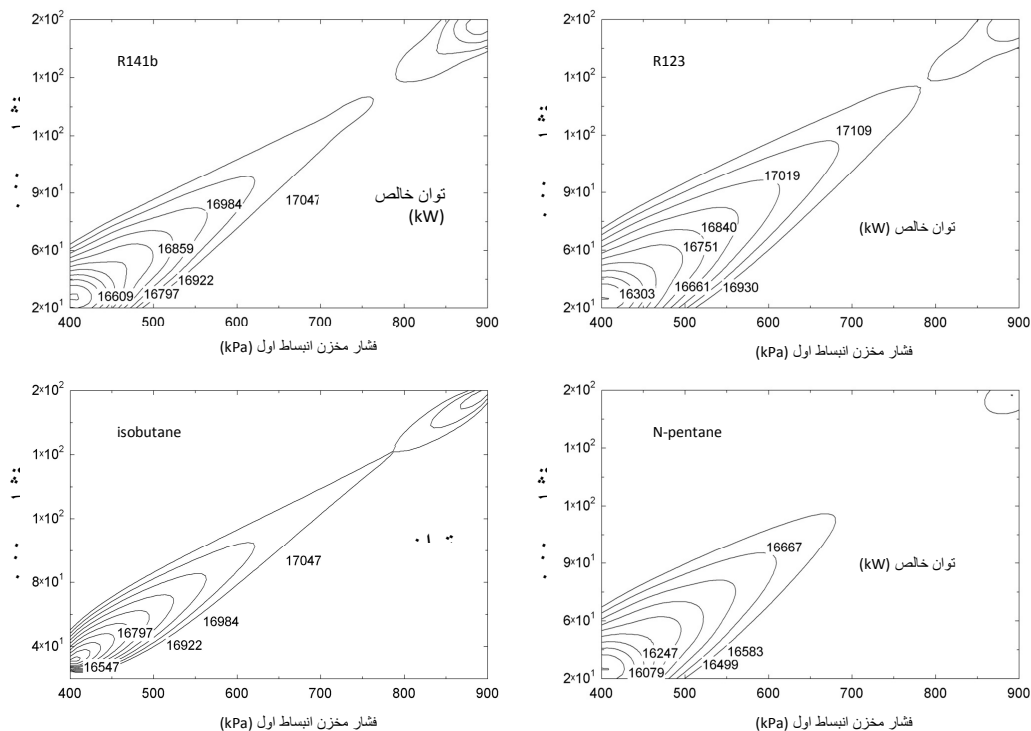 R141b
2×10²
1×10²
1×10²
9×10¹
6×10¹
2×10¹
17047
16984
16859
16922
16797
16609
توان خالص
(kW)
400 500 600 700 800 900
فشار مخزن انبساط اول (kPa)
R123
2×10²
1×10²
1×10²
9×10¹
6×10¹
2×10¹
17109
17019
16840
16751
16661
16930
16303
توان خالص (kW)
400 500 600 700 800 900
فشار مخزن انبساط اول (kPa)
isobutane
2×10²
1×10²
1×10²
8×10¹
4×10¹
17047
16984
16797
16922
16547
400 500 600 700 800 900
فشار مخزن انبساط اول (kPa)
N-pentane
2×10²
1×10²
1×10²
9×10¹
6×10¹
2×10¹
16667
16583
16247
16499
16079
توان خالص (kW)
400 500 600 700 800 900
فشار مخزن انبساط اول (kPa)